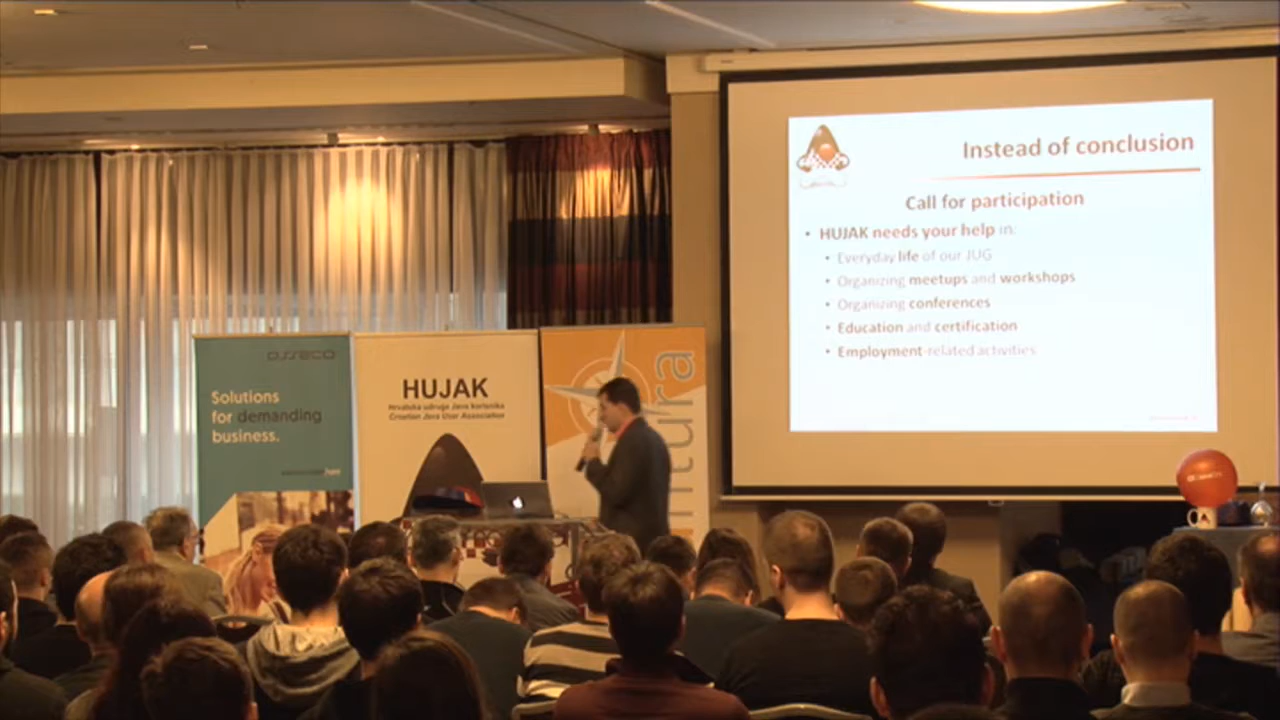 Instead of conclusion
Call for participation
• HUJAK needs your help in:
• Everyday life of our JUG
• Organizing meetups and workshops
• Organizing conferences
• Education and certification
• Employment-related activities
asseco
Solutions
for demanding
business.
HUJAK
Hrvatska udruga Java korisnika
Croatian Java User Association
ntura